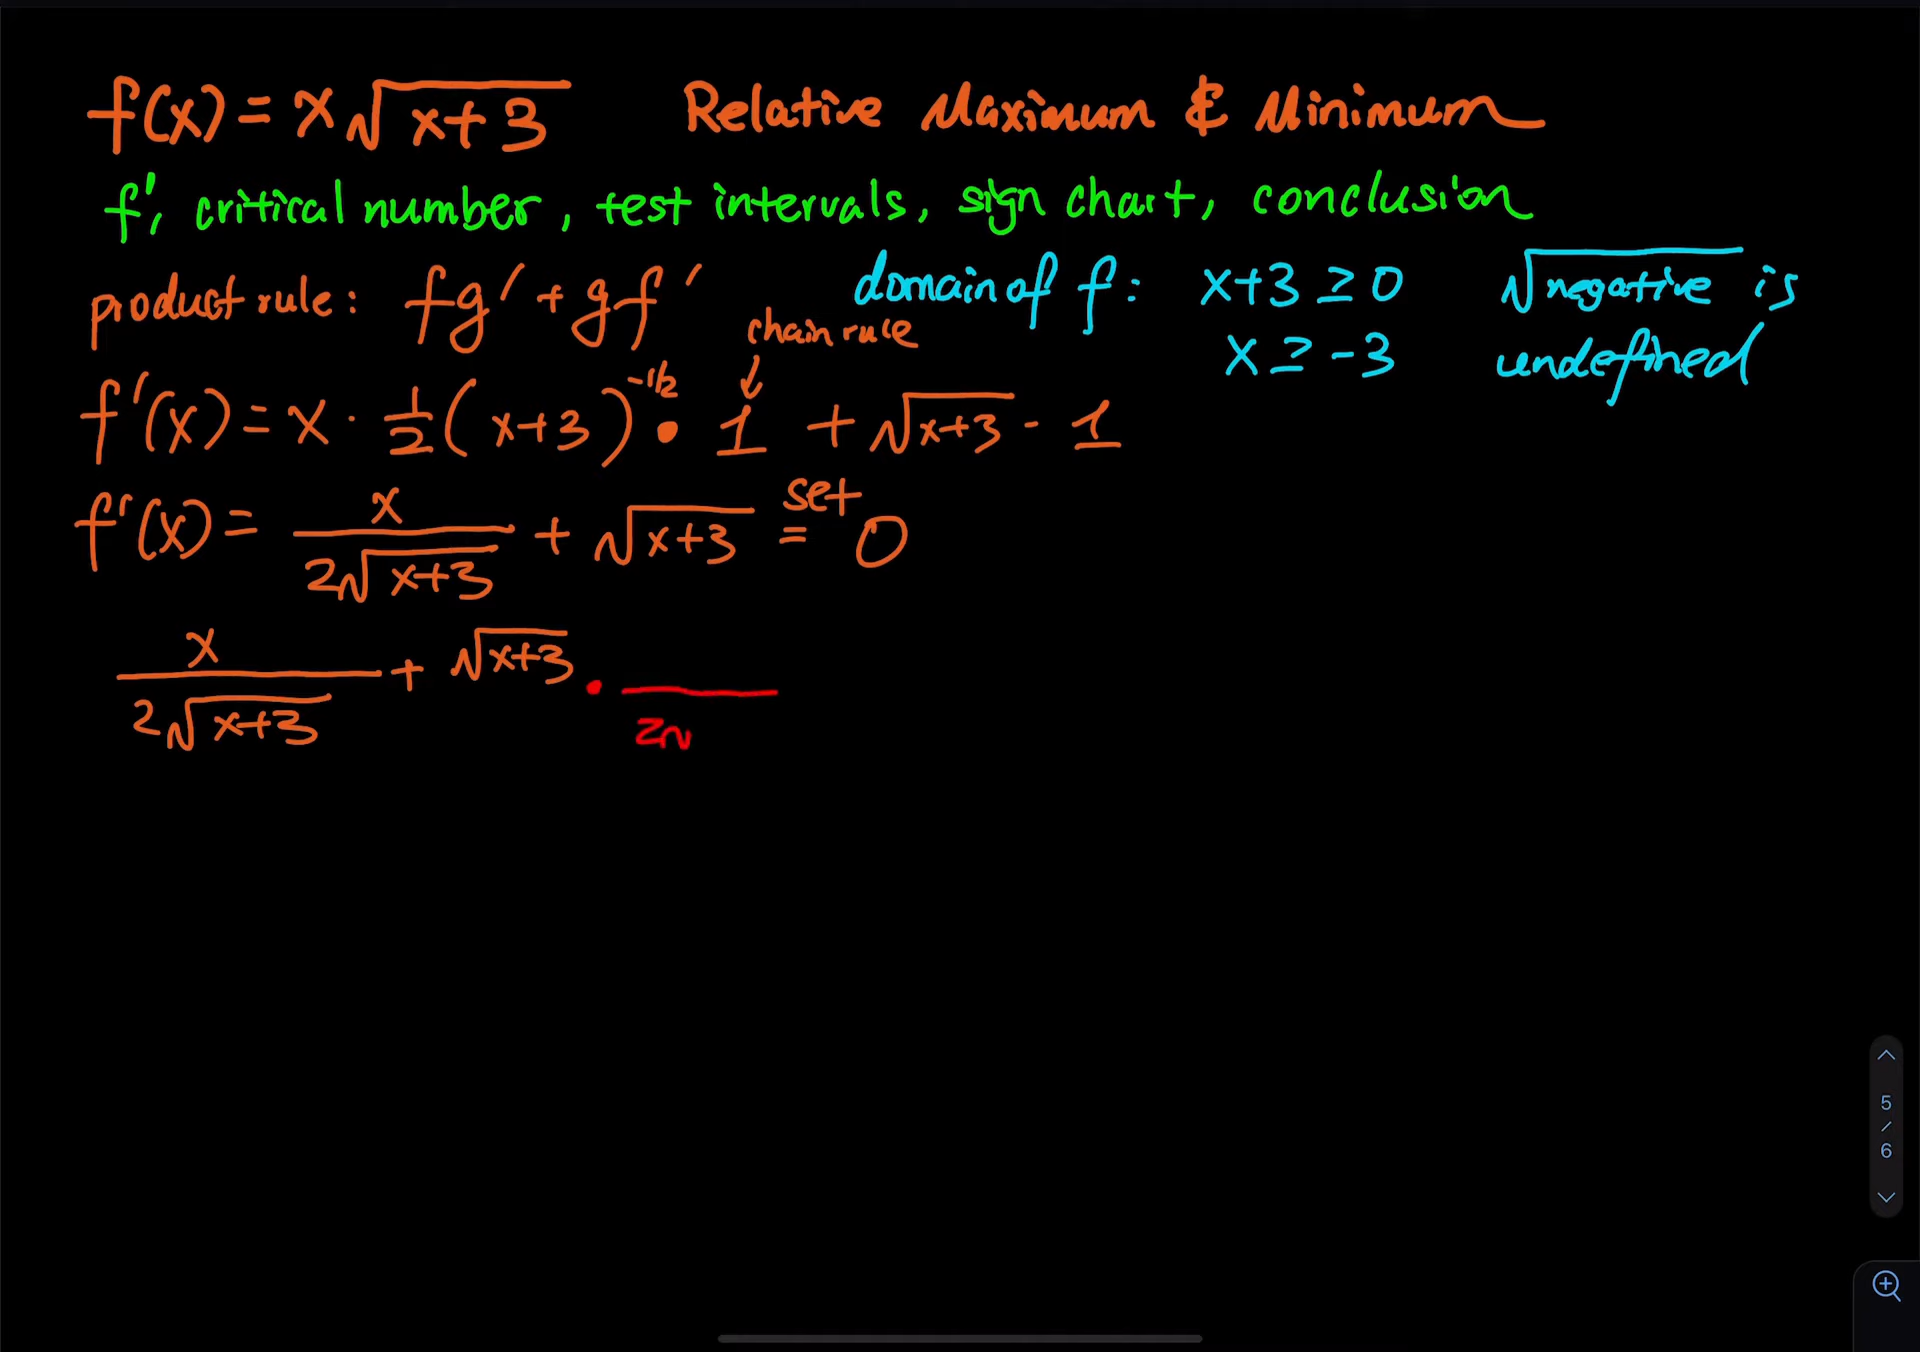 f(x) = x√(x+3) Relative Maximum & Minimum
f', critical number, test intervals, sign chart, conclusion
product rule: fg' + gf' domain of f: x+3 ≥ 0 √negative is
chain rule x ≥ -3 undefined
↓
f'(x) = x · 1/2 (x+3)^(-1/2) • 1 + √(x+3) - 1
f'(x) = x/(2√(x+3)) + √(x+3) set = 0
x/(2√(x+3)) + √(x+3) · /(2√
5
/
6